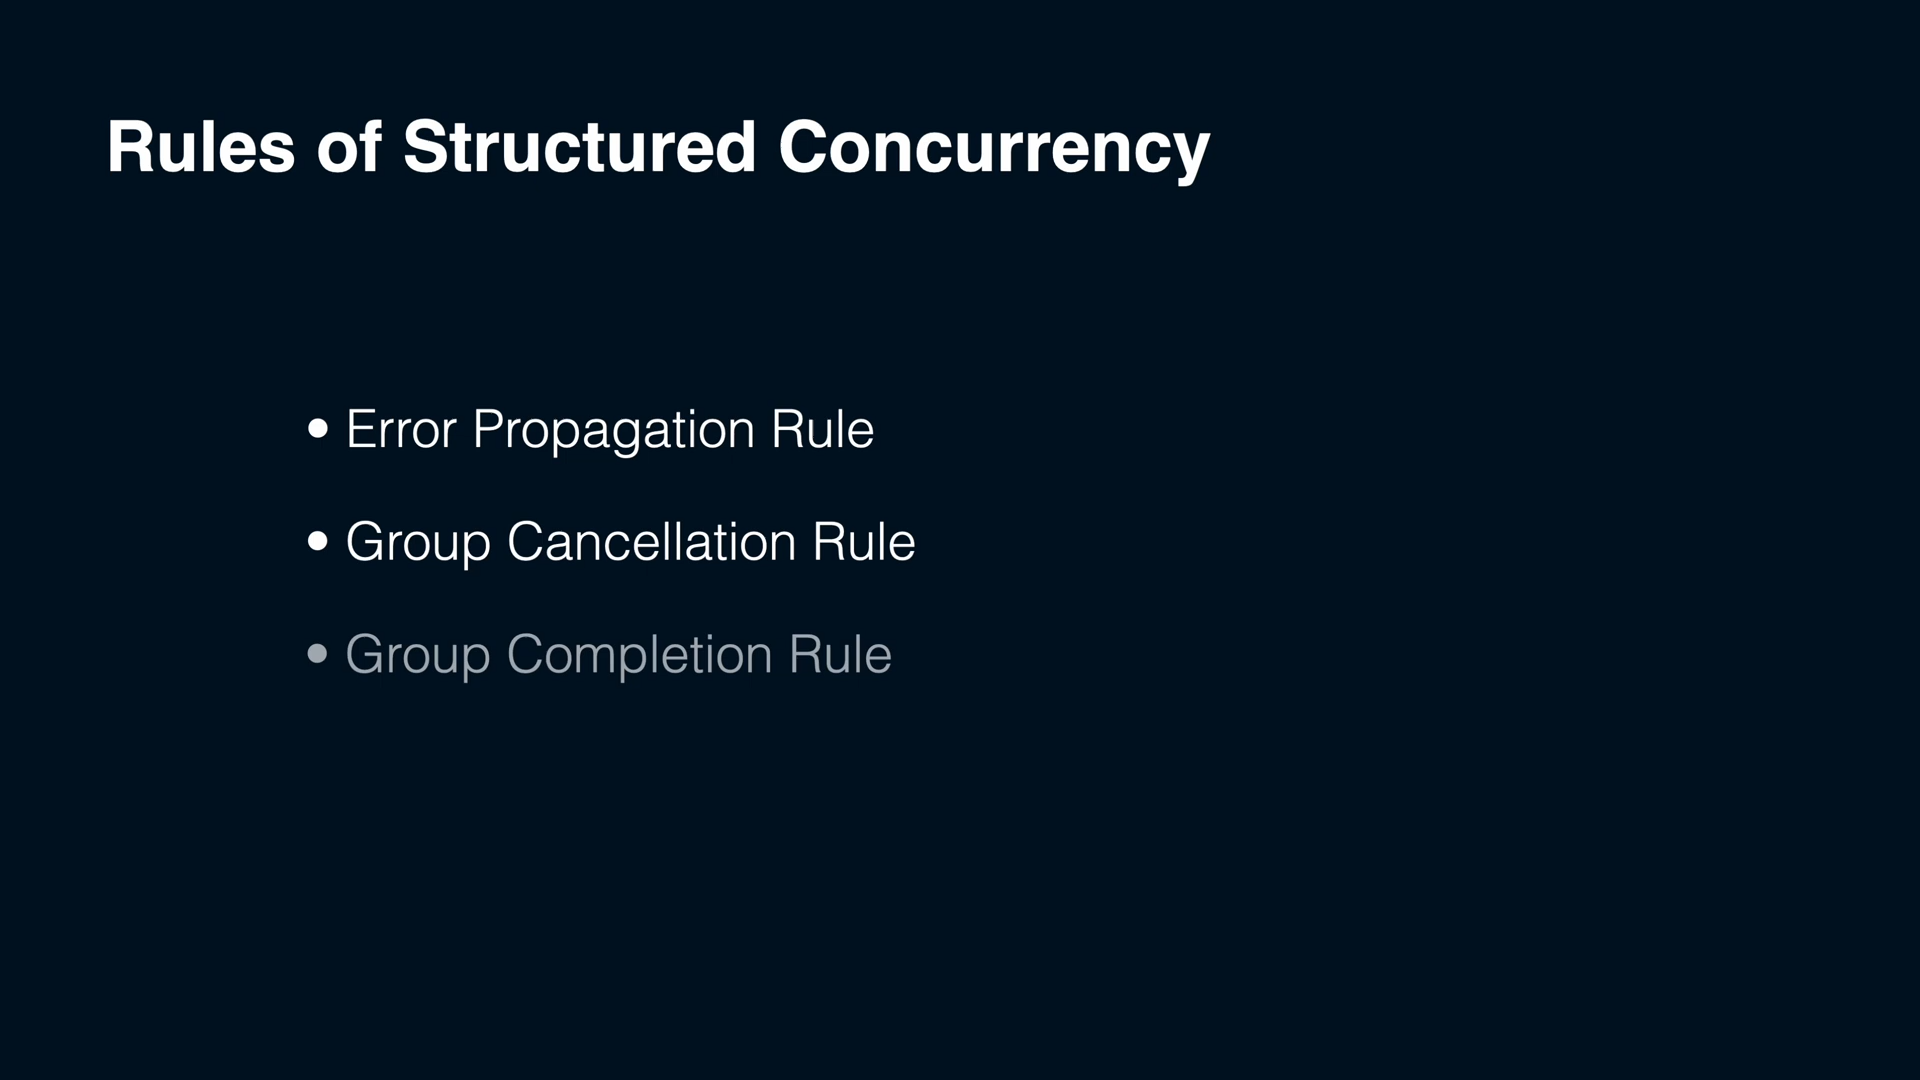 Rules of Structured Concurrency
• Error Propagation Rule
• Group Cancellation Rule
• Group Completion Rule